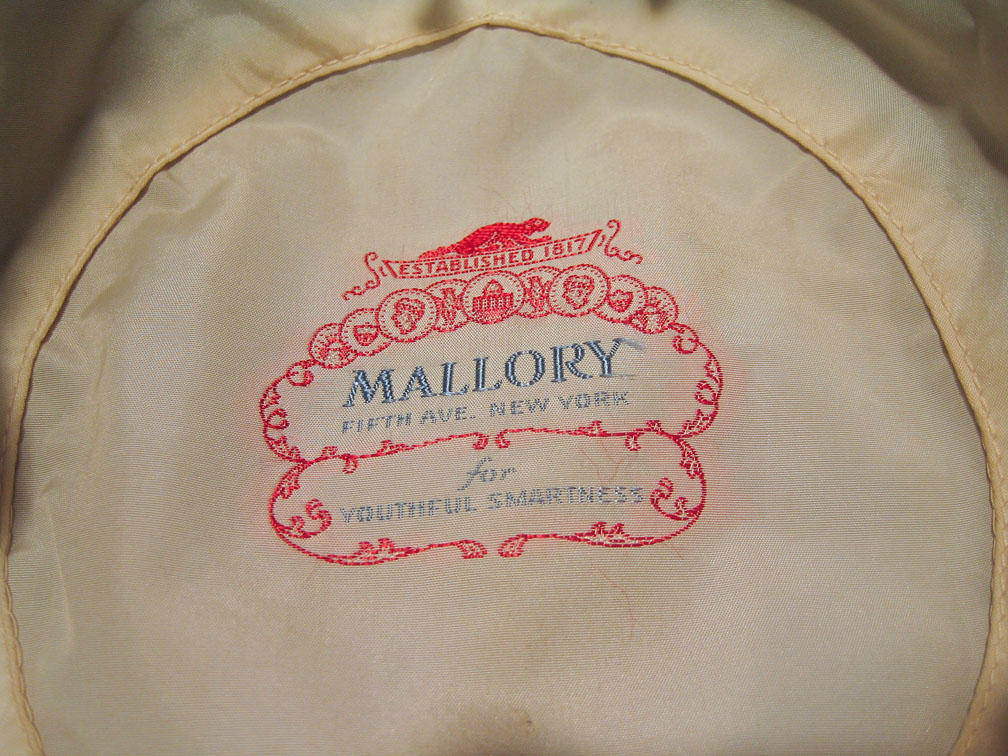 ESTABLISHED 1817
MALLORY
FIFTH AVE. NEW YORK
for
YOUTHFUL SMARTNESS